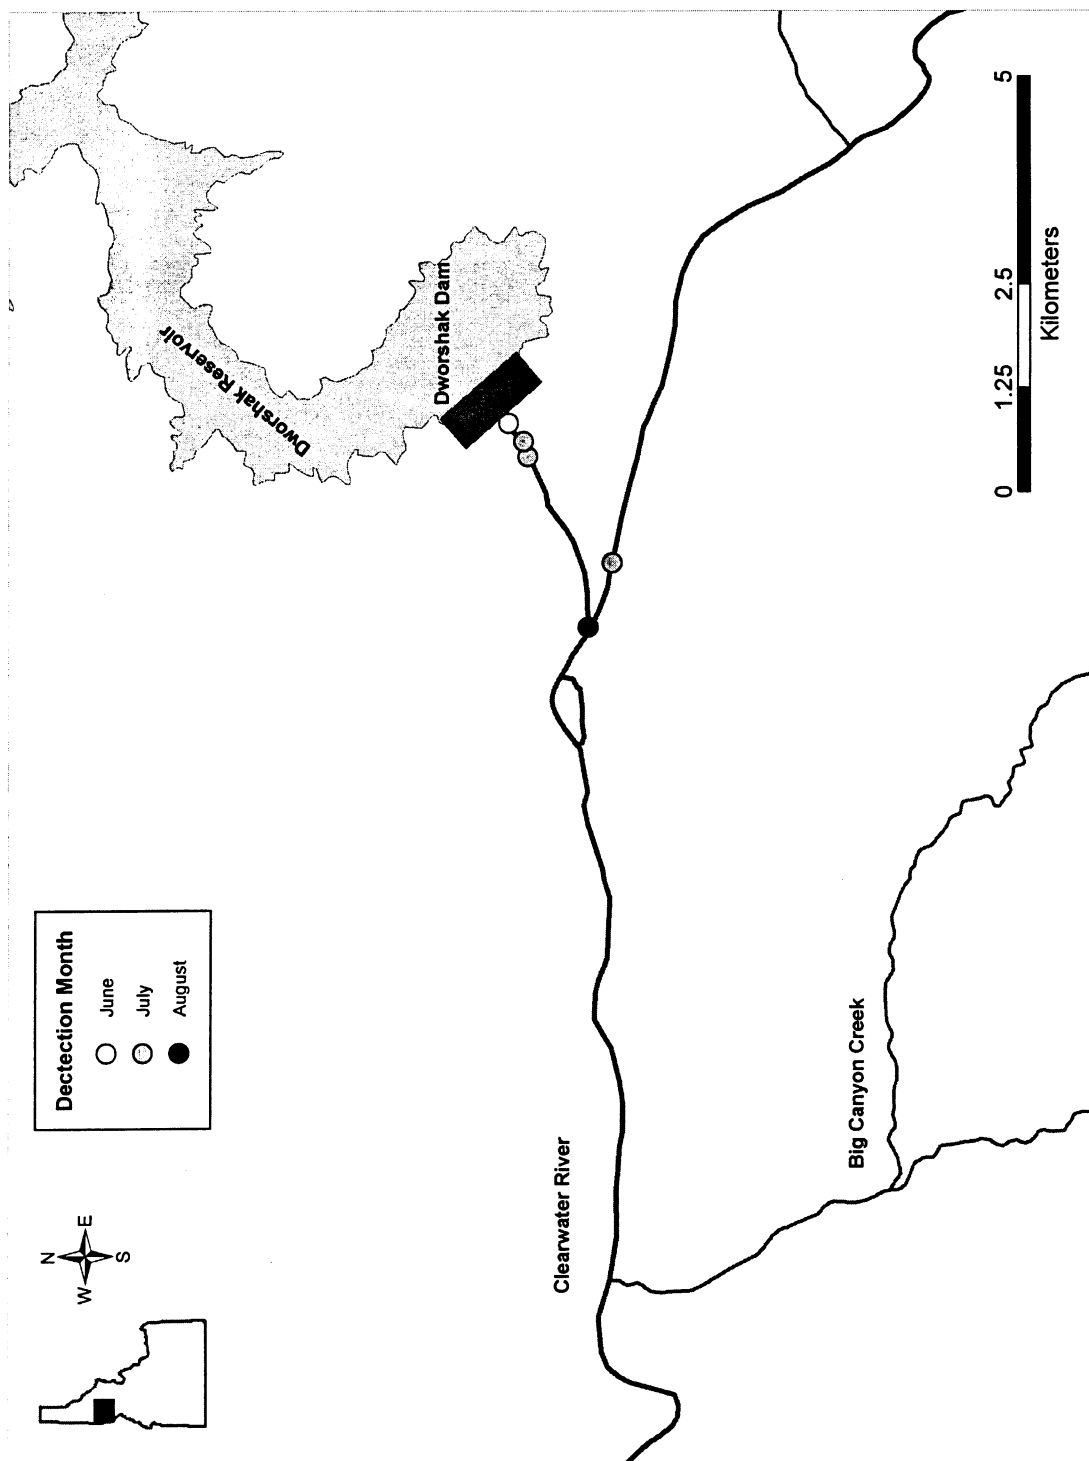 N
W E
S
Dectection Month
June
July
August
Dworshak Reservoir
Dworshak Dam
Clearwater River
Big Canyon Creek
0 1.25 2.5 5
Kilometers